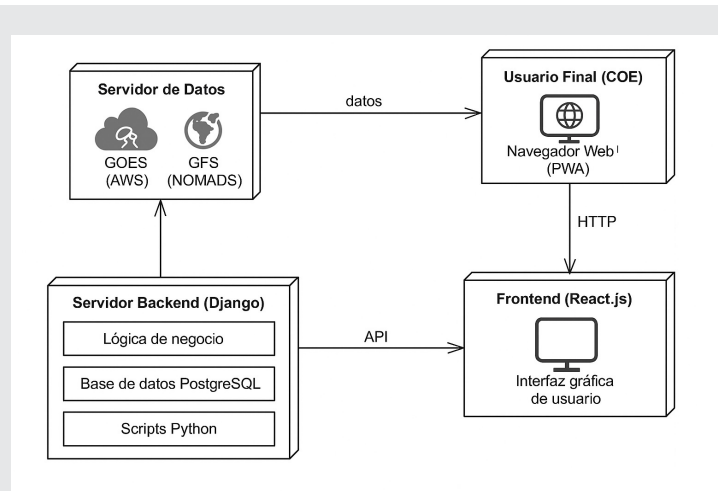 Servidor de Datos
GOES
(AWS)
GFS
(NOMADS)
datos
Usuario Final (COE)
Navegador Web
(PWA)
HTTP
Servidor Backend (Django)
Lógica de negocio
Base de datos PostgreSQL
Scripts Python
API
Frontend (React.js)
Interfaz gráfica
de usuario